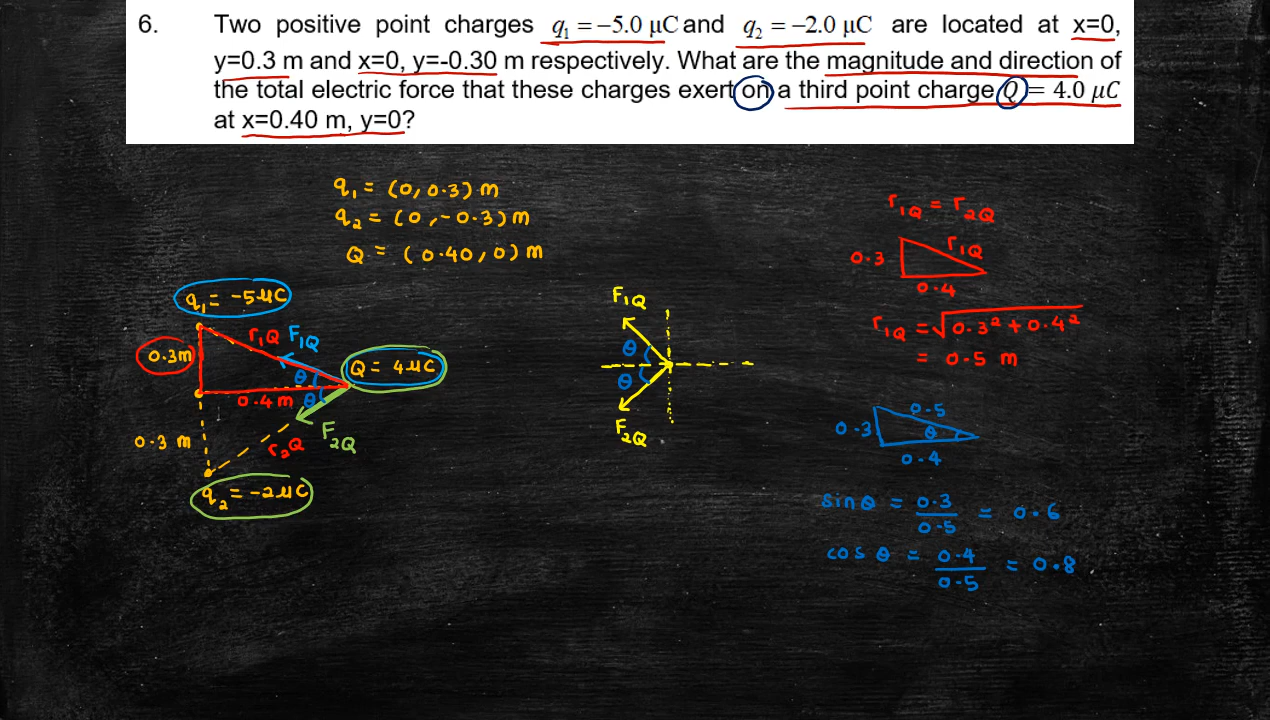 6. Two positive point charges q₁ = −5.0 μC and q₂ = −2.0 μC are located at x=0,
y=0.3 m and x=0, y=-0.30 m respectively. What are the magnitude and direction of
the total electric force that these charges exert on a third point charge Q = 4.0 μC
at x=0.40 m, y=0?
q₁ = (0, 0.3) m
q₂ = (0, -0.3) m
Q = (0.40, 0) m
q₁ = -5μC
0.3m
r₁Q
F₁Q
θ
Q = 4μC
0.4 m
θ
0.3 m
r₂Q
F₂Q
q₂ = -2μC
F₁Q
θ
θ
F₂Q
r₁Q = r₂Q
0.3
r₁Q
0.4
r₁Q = √0.3² + 0.4²
= 0.5 m
0.5
0.3
θ
0.4
sin θ = 0.3/0.5 = 0.6
cos θ = 0.4/0.5 = 0.8